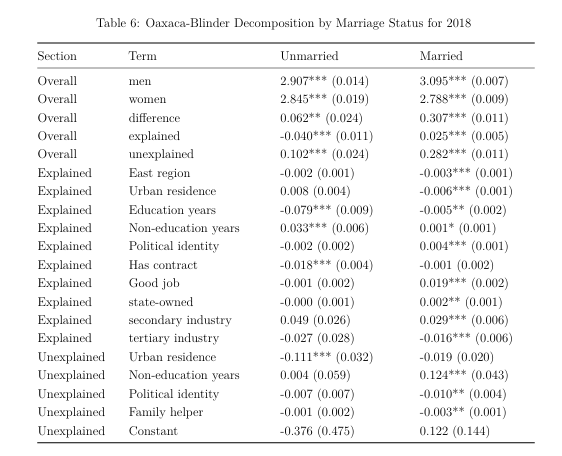 Table 6: Oaxaca-Blinder Decomposition by Marriage Status for 2018
Section Term Unmarried Married
Overall men 2.907*** (0.014) 3.095*** (0.007)
Overall women 2.845*** (0.019) 2.788*** (0.009)
Overall difference 0.062** (0.024) 0.307*** (0.011)
Overall explained -0.040*** (0.011) 0.025*** (0.005)
Overall unexplained 0.102*** (0.024) 0.282*** (0.011)
Explained East region -0.002 (0.001) -0.003*** (0.001)
Explained Urban residence 0.008 (0.004) -0.006*** (0.001)
Explained Education years -0.079*** (0.009) -0.005** (0.002)
Explained Non-education years 0.033*** (0.006) 0.001* (0.001)
Explained Political identity -0.002 (0.002) 0.004*** (0.001)
Explained Has contract -0.018*** (0.004) -0.001 (0.002)
Explained Good job -0.001 (0.002) 0.019*** (0.002)
Explained state-owned -0.000 (0.001) 0.002** (0.001)
Explained secondary industry 0.049 (0.026) 0.029*** (0.006)
Explained tertiary industry -0.027 (0.028) -0.016*** (0.006)
Unexplained Urban residence -0.111*** (0.032) -0.019 (0.020)
Unexplained Non-education years 0.004 (0.059) 0.124*** (0.043)
Unexplained Political identity -0.007 (0.007) -0.010** (0.004)
Unexplained Family helper -0.001 (0.002) -0.003** (0.001)
Unexplained Constant -0.376 (0.475) 0.122 (0.144)